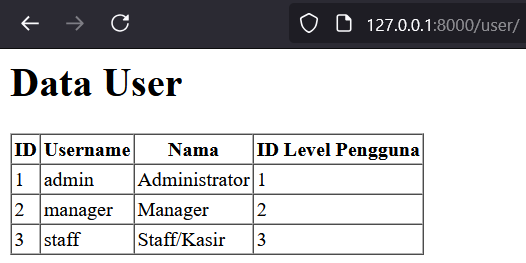 127.0.0.1:8000/user/
Data User
ID Username Nama ID Level Pengguna
1 admin Administrator 1
2 manager Manager 2
3 staff Staff/Kasir 3